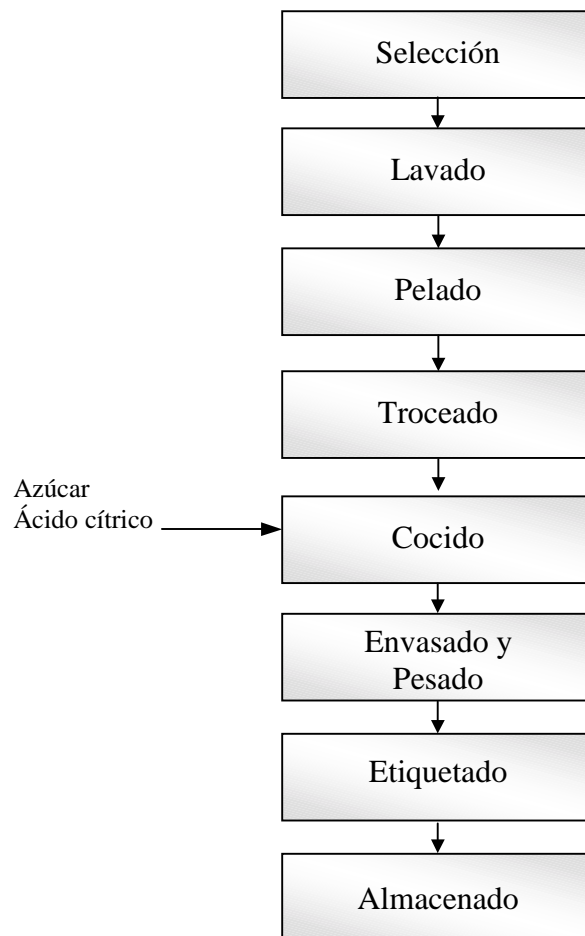 Selección
Lavado
Pelado
Troceado
Azúcar
Ácido cítrico
Cocido
Envasado y
Pesado
Etiquetado
Almacenado